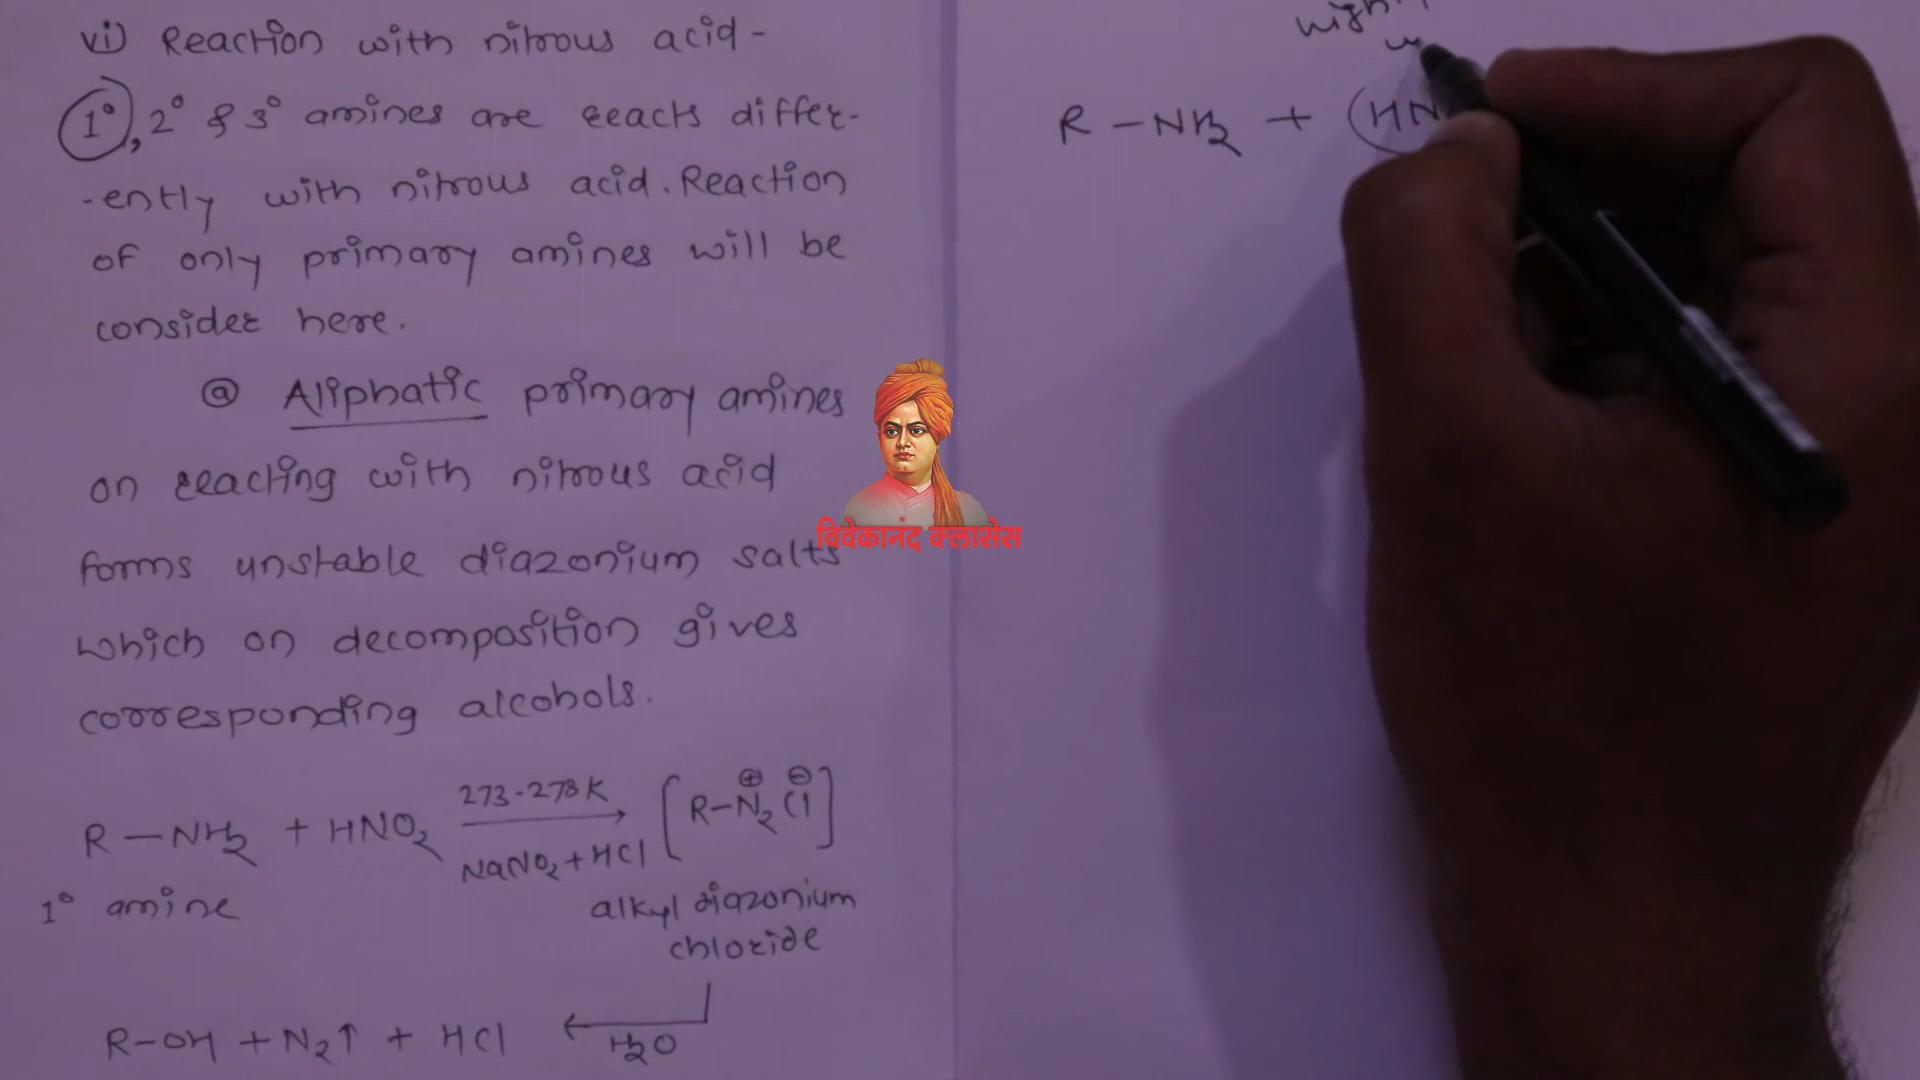 vi) Reaction with nitrous acid -
1°, 2° & 3° amines are reacts differ-
-ently with nitrous acid. Reaction
of only primary amines will be
consider here.
ⓐ Aliphatic primary amines
on reacting with nitrous acid
forms unstable diazonium salts
which on decomposition gives
corresponding alcohols.
R-NH₂ + HNO₂ 273-278K → NaNO₂+HCl [R-N₂⊕ Cl⊖]
1° amine alkyl diazonium
chloride
R-OH + N₂↑ + HCl ← H₂O
R-NH₂ + (HN
विवेकानंद क्लासेस